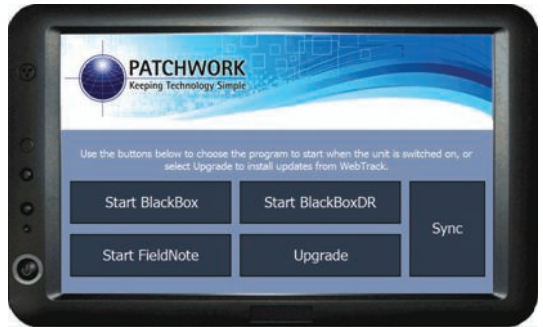 PATCHWORK
Keeping Technology Simple
Use the buttons below to choose the program to start when the unit is switched on, or
select Upgrade to install updates from WebTrack.
Start BlackBox
Start BlackBoxDR
Sync
Start FieldNote
Upgrade